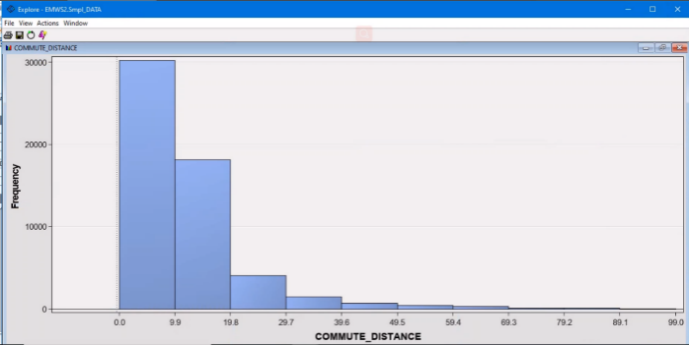 Explore - EMWS2.Smpl_DATA
File View Actions Window
COMMUTE_DISTANCE
30000
20000
10000
0
Frequency
0.0 9.9 19.8 29.7 39.6 49.5 59.4 69.3 79.2 89.1 99.0
COMMUTE_DISTANCE